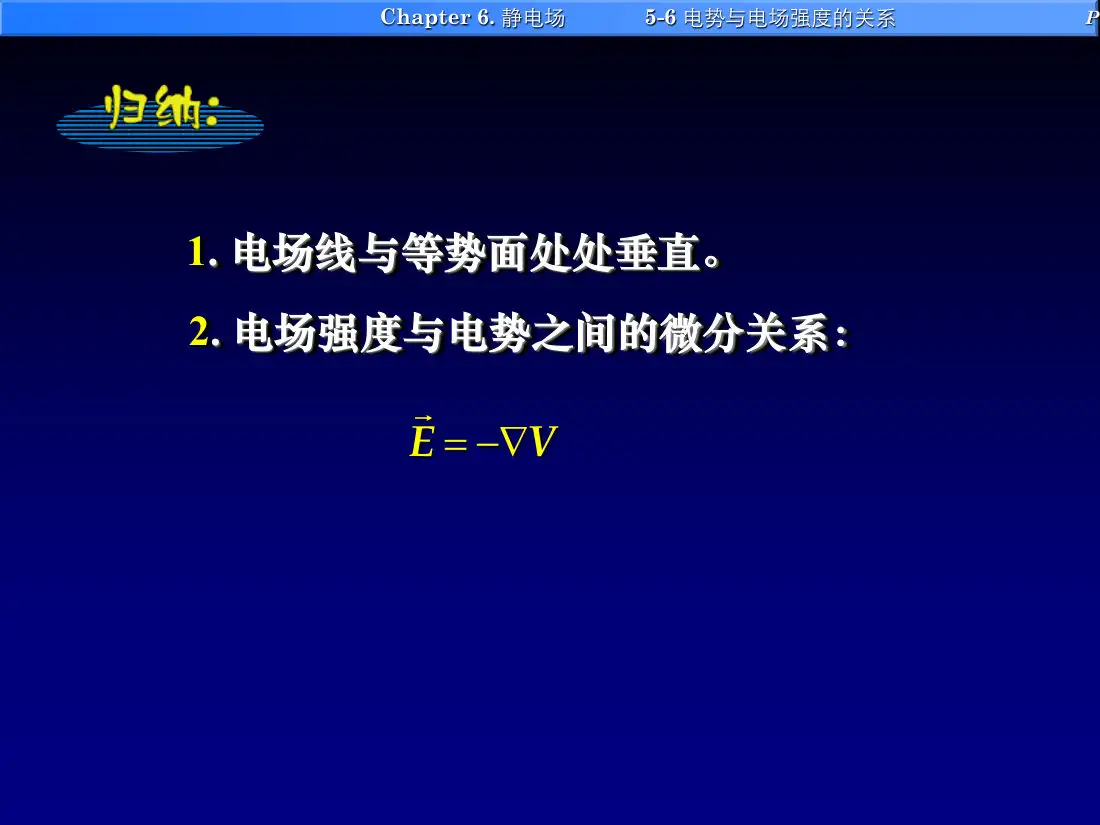 Chapter 6. 静电场 5-6 电势与电场强度的关系 P
归纳：
1. 电场线与等势面处处垂直。
2. 电场强度与电势之间的微分关系：
$\vec{E} = -\nabla V$